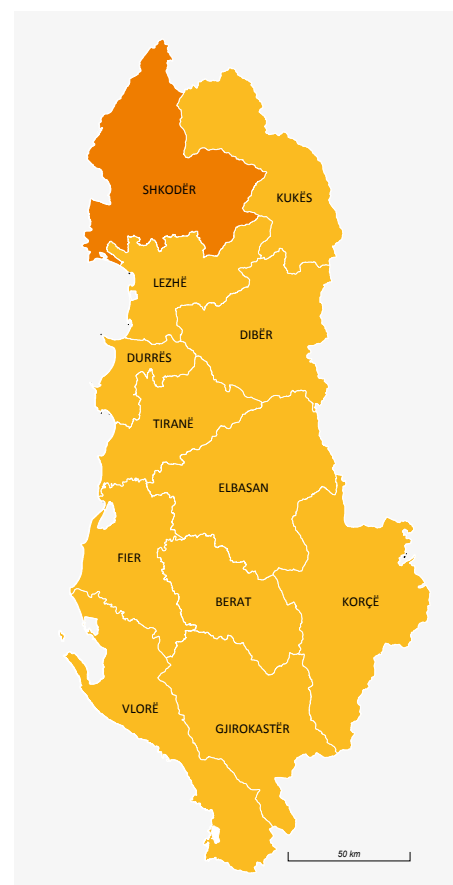 SHKODËR
KUKËS
LEZHË
DIBËR
DURRËS
TIRANË
ELBASAN
FIER
BERAT
KORÇË
VLORË
GJIROKASTËR
50 km